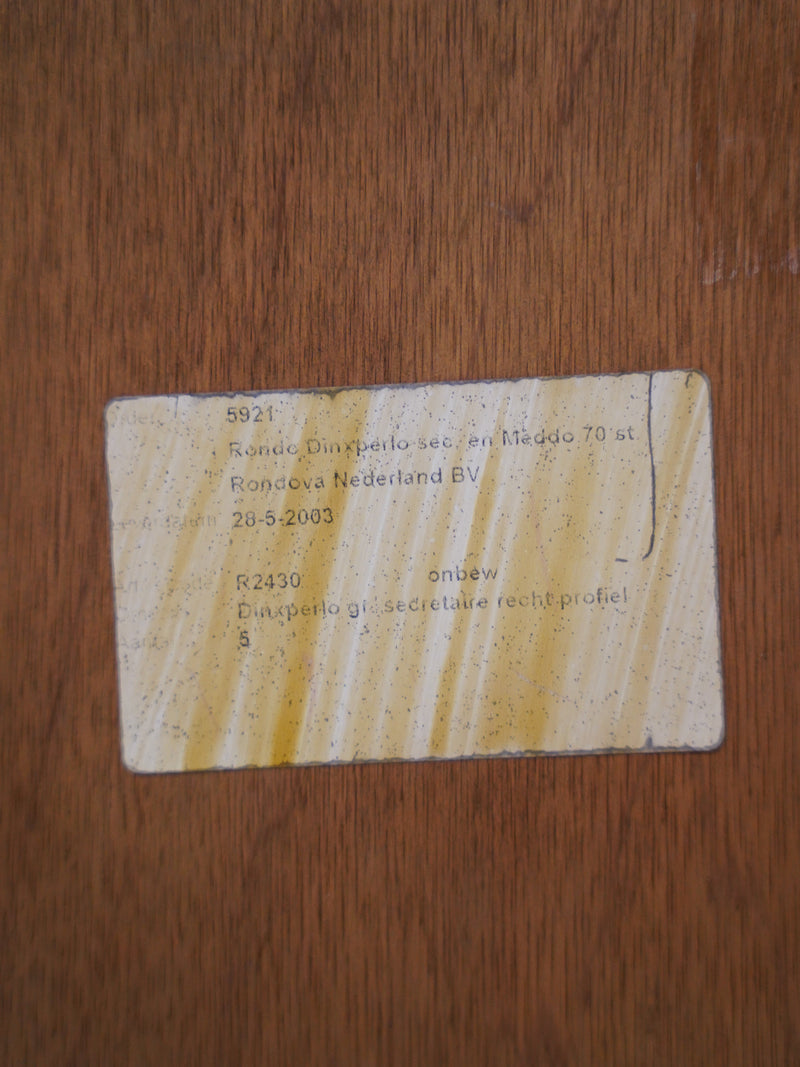 5921
Rondo Dinxperlo sec. en Meddo 70 st.
Rondova Nederland BV
28-5-2003
R2430 onbew
Dinxperlo gr. secretaire recht profiel
5